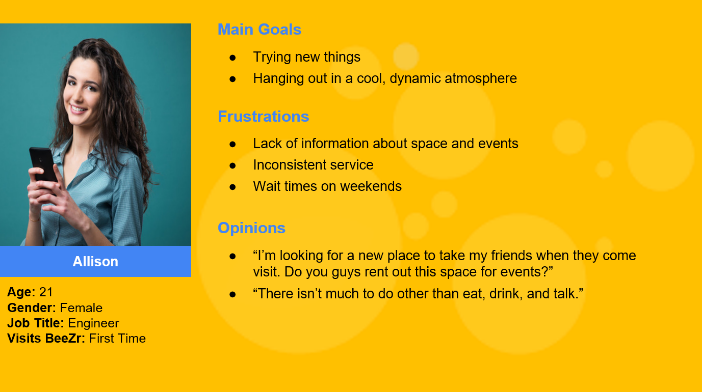 Main Goals
● Trying new things
● Hanging out in a cool, dynamic atmosphere
Frustrations
● Lack of information about space and events
● Inconsistent service
● Wait times on weekends
Opinions
● “I’m looking for a new place to take my friends when they come
visit. Do you guys rent out this space for events?”
● “There isn’t much to do other than eat, drink, and talk.”
Allison
Age: 21
Gender: Female
Job Title: Engineer
Visits BeeZr: First Time